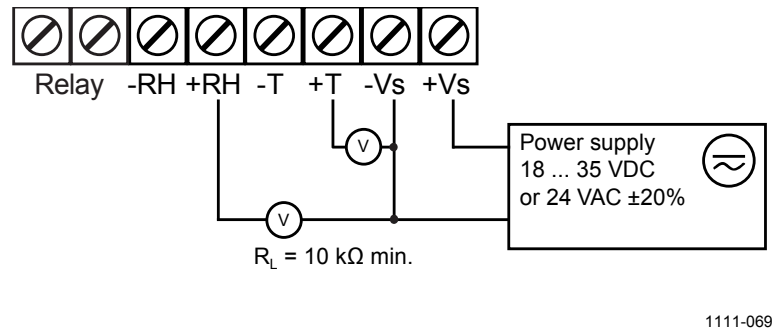 Relay -RH +RH -T +T -Vs +Vs
V
Power supply
18 ... 35 VDC
or 24 VAC ±20%
V
R_L = 10 kΩ min.
1111-069